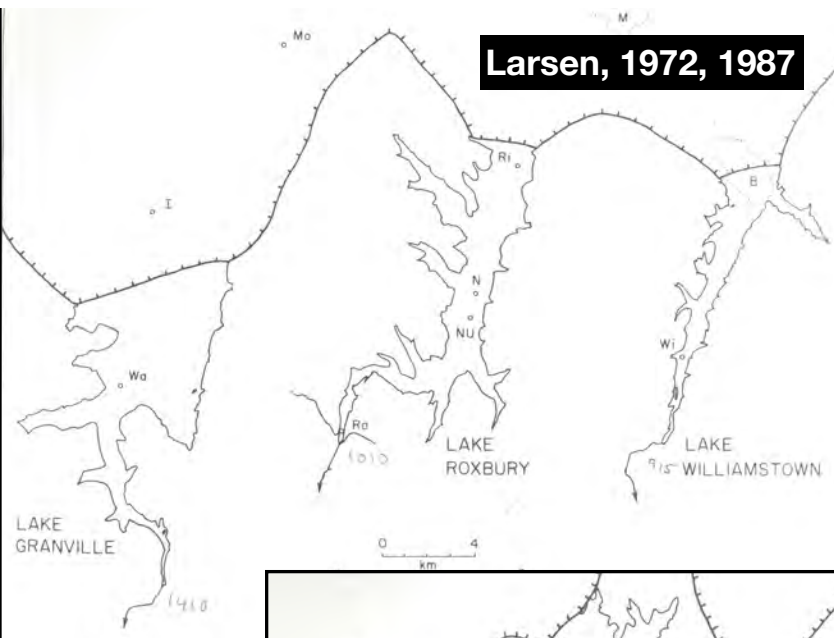 Mo
M
Larsen, 1972, 1987
Ri
B
I
N
NU
Wi
Wa
Ro
1010
LAKE
ROXBURY
915
LAKE
WILLIAMSTOWN
LAKE
GRANVILLE
0 4
km
1410